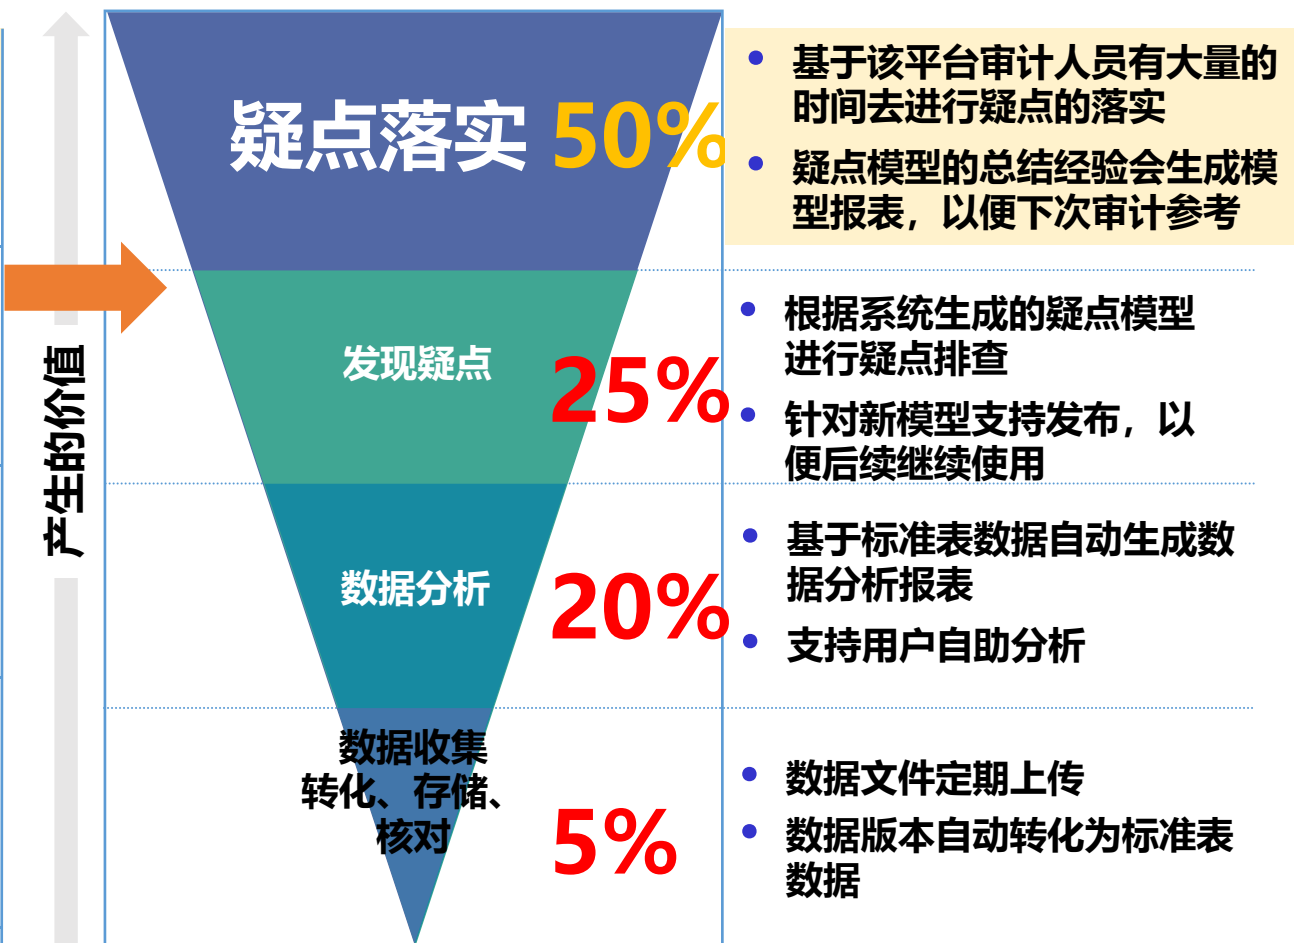 产生的价值
疑点落实 50%
基于该平台审计人员有大量的
时间去进行疑点的落实
疑点模型的总结经验会生成模
型报表，以便下次审计参考
发现疑点
25%
根据系统生成的疑点模型
进行疑点排查
针对新模型支持发布，以
便后续继续使用
数据分析
20%
基于标准表数据自动生成数
据分析报表
支持用户自助分析
数据收集
转化、存储、
核对
5%
数据文件定期上传
数据版本自动转化为标准表
数据